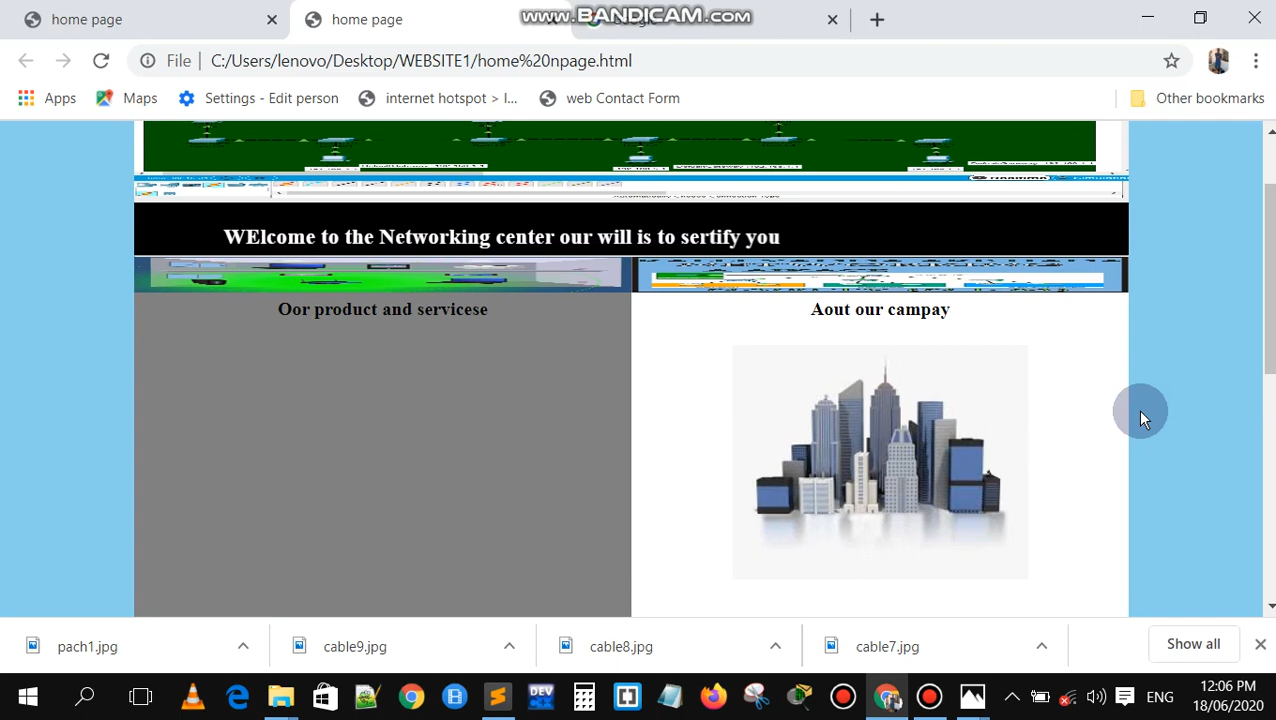 home page
home page
www.BANDICAM.com
File
C:/Users/lenovo/Desktop/WEBSITE1/home%20npage.html
Apps
Maps
Settings - Edit person
internet hotspot > I...
web Contact Form
Other bookmarks
WElcome to the Networking center our will is to sertify you
Oor product and servicese
Aout our campay
pach1.jpg
cable9.jpg
cable8.jpg
cable7.jpg
Show all
DEV
ENG
12:06 PM
18/06/2020